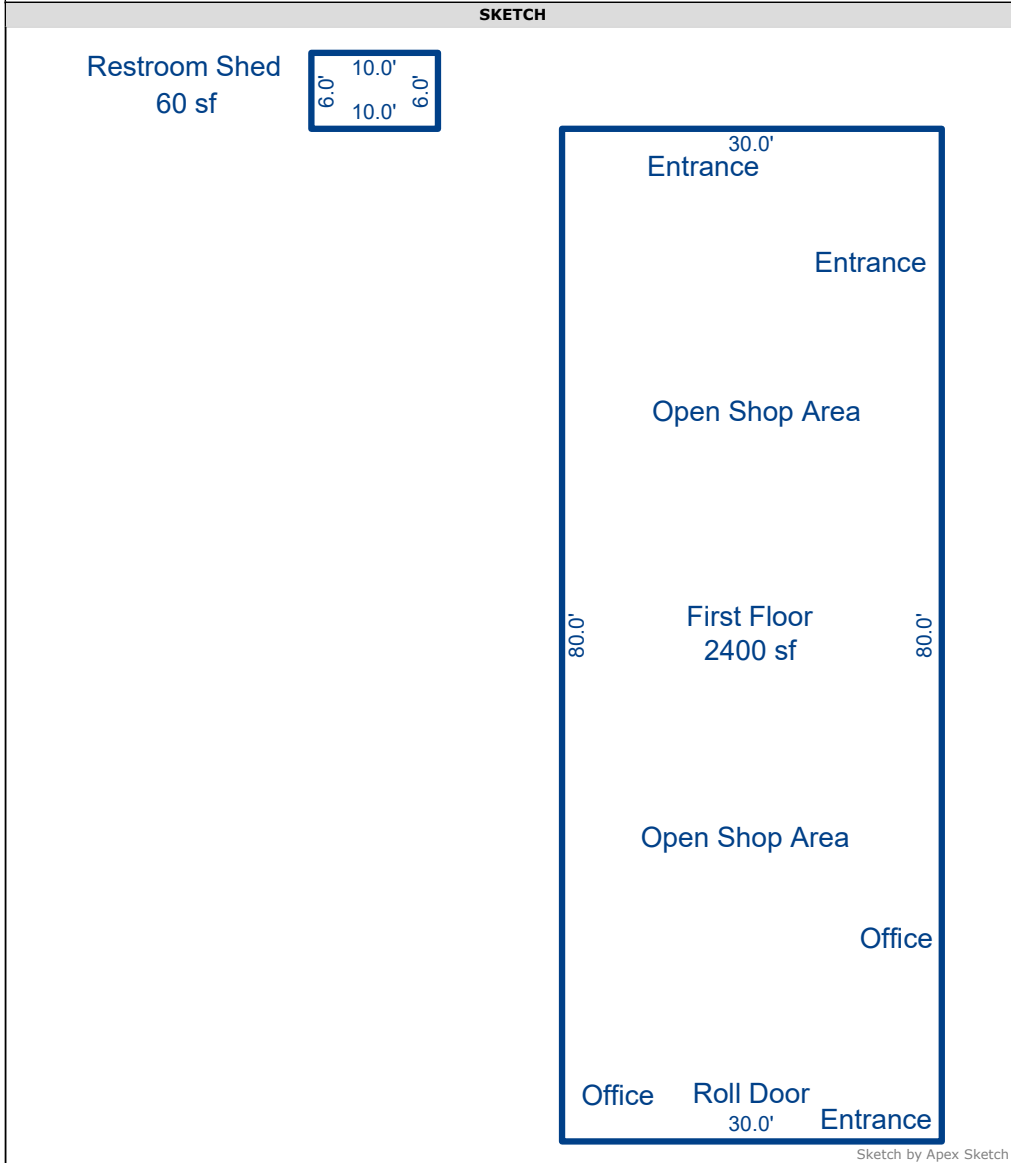 SKETCH
Restroom Shed
60 sf
10.0'
6.0'
6.0'
10.0'
30.0'
Entrance
Entrance
Open Shop Area
First Floor
2400 sf
80.0'
80.0'
Open Shop Area
Office
Office
Roll Door
30.0'
Entrance
Sketch by Apex Sketch